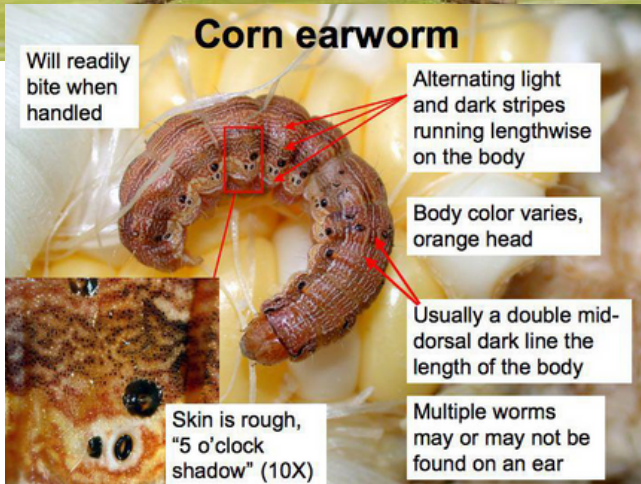 Corn earworm
Will readily
bite when
handled
Alternating light
and dark stripes
running lengthwise
on the body
Body color varies,
orange head
Usually a double mid-
dorsal dark line the
length of the body
Skin is rough,
“5 o’clock
shadow” (10X)
Multiple worms
may or may not be
found on an ear